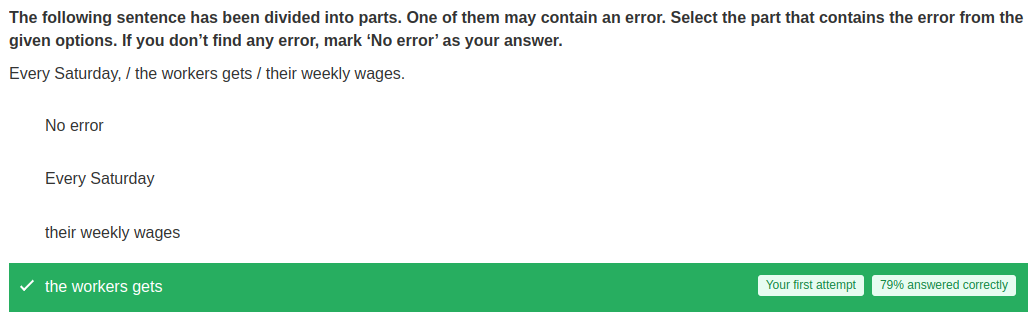 The following sentence has been divided into parts. One of them may contain an error. Select the part that contains the error from the
given options. If you don’t find any error, mark ‘No error’ as your answer.
Every Saturday, / the workers gets / their weekly wages.
No error
Every Saturday
their weekly wages
the workers gets
Your first attempt
79% answered correctly